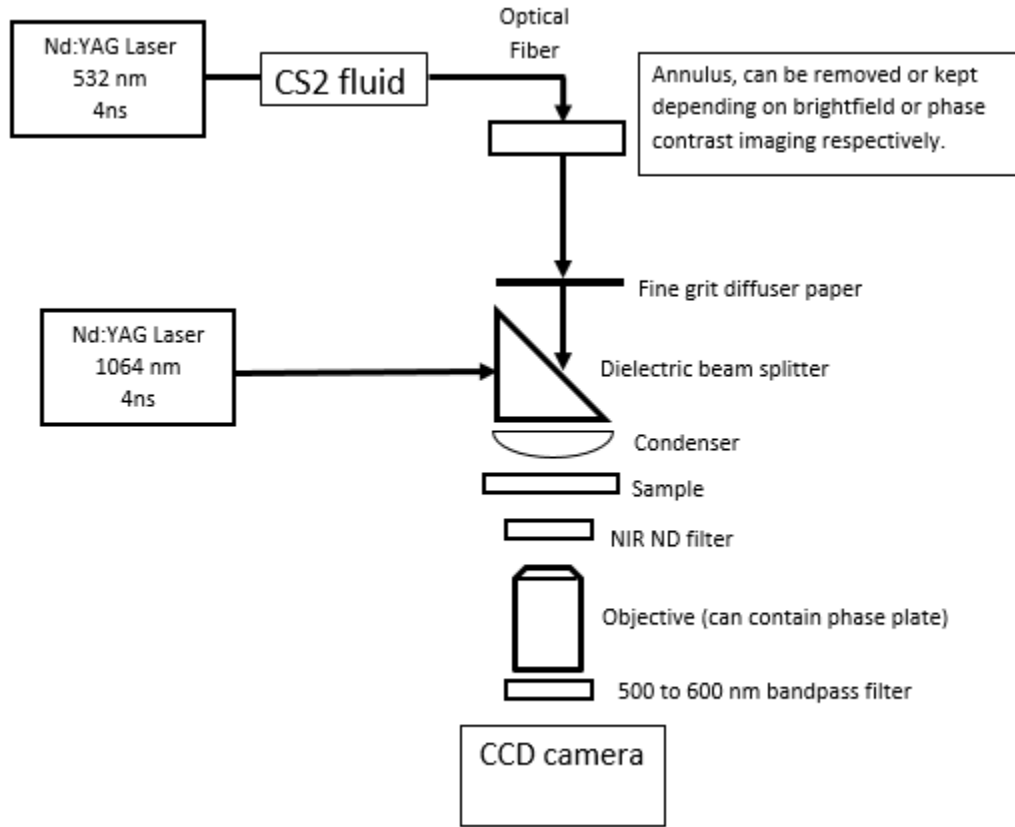 Optical
Fiber
Nd:YAG Laser
532 nm
4ns
CS2 fluid
Annulus, can be removed or kept
depending on brightfield or phase
contrast imaging respectively.
Fine grit diffuser paper
Nd:YAG Laser
1064 nm
4ns
Dielectric beam splitter
Condenser
Sample
NIR ND filter
Objective (can contain phase plate)
500 to 600 nm bandpass filter
CCD camera